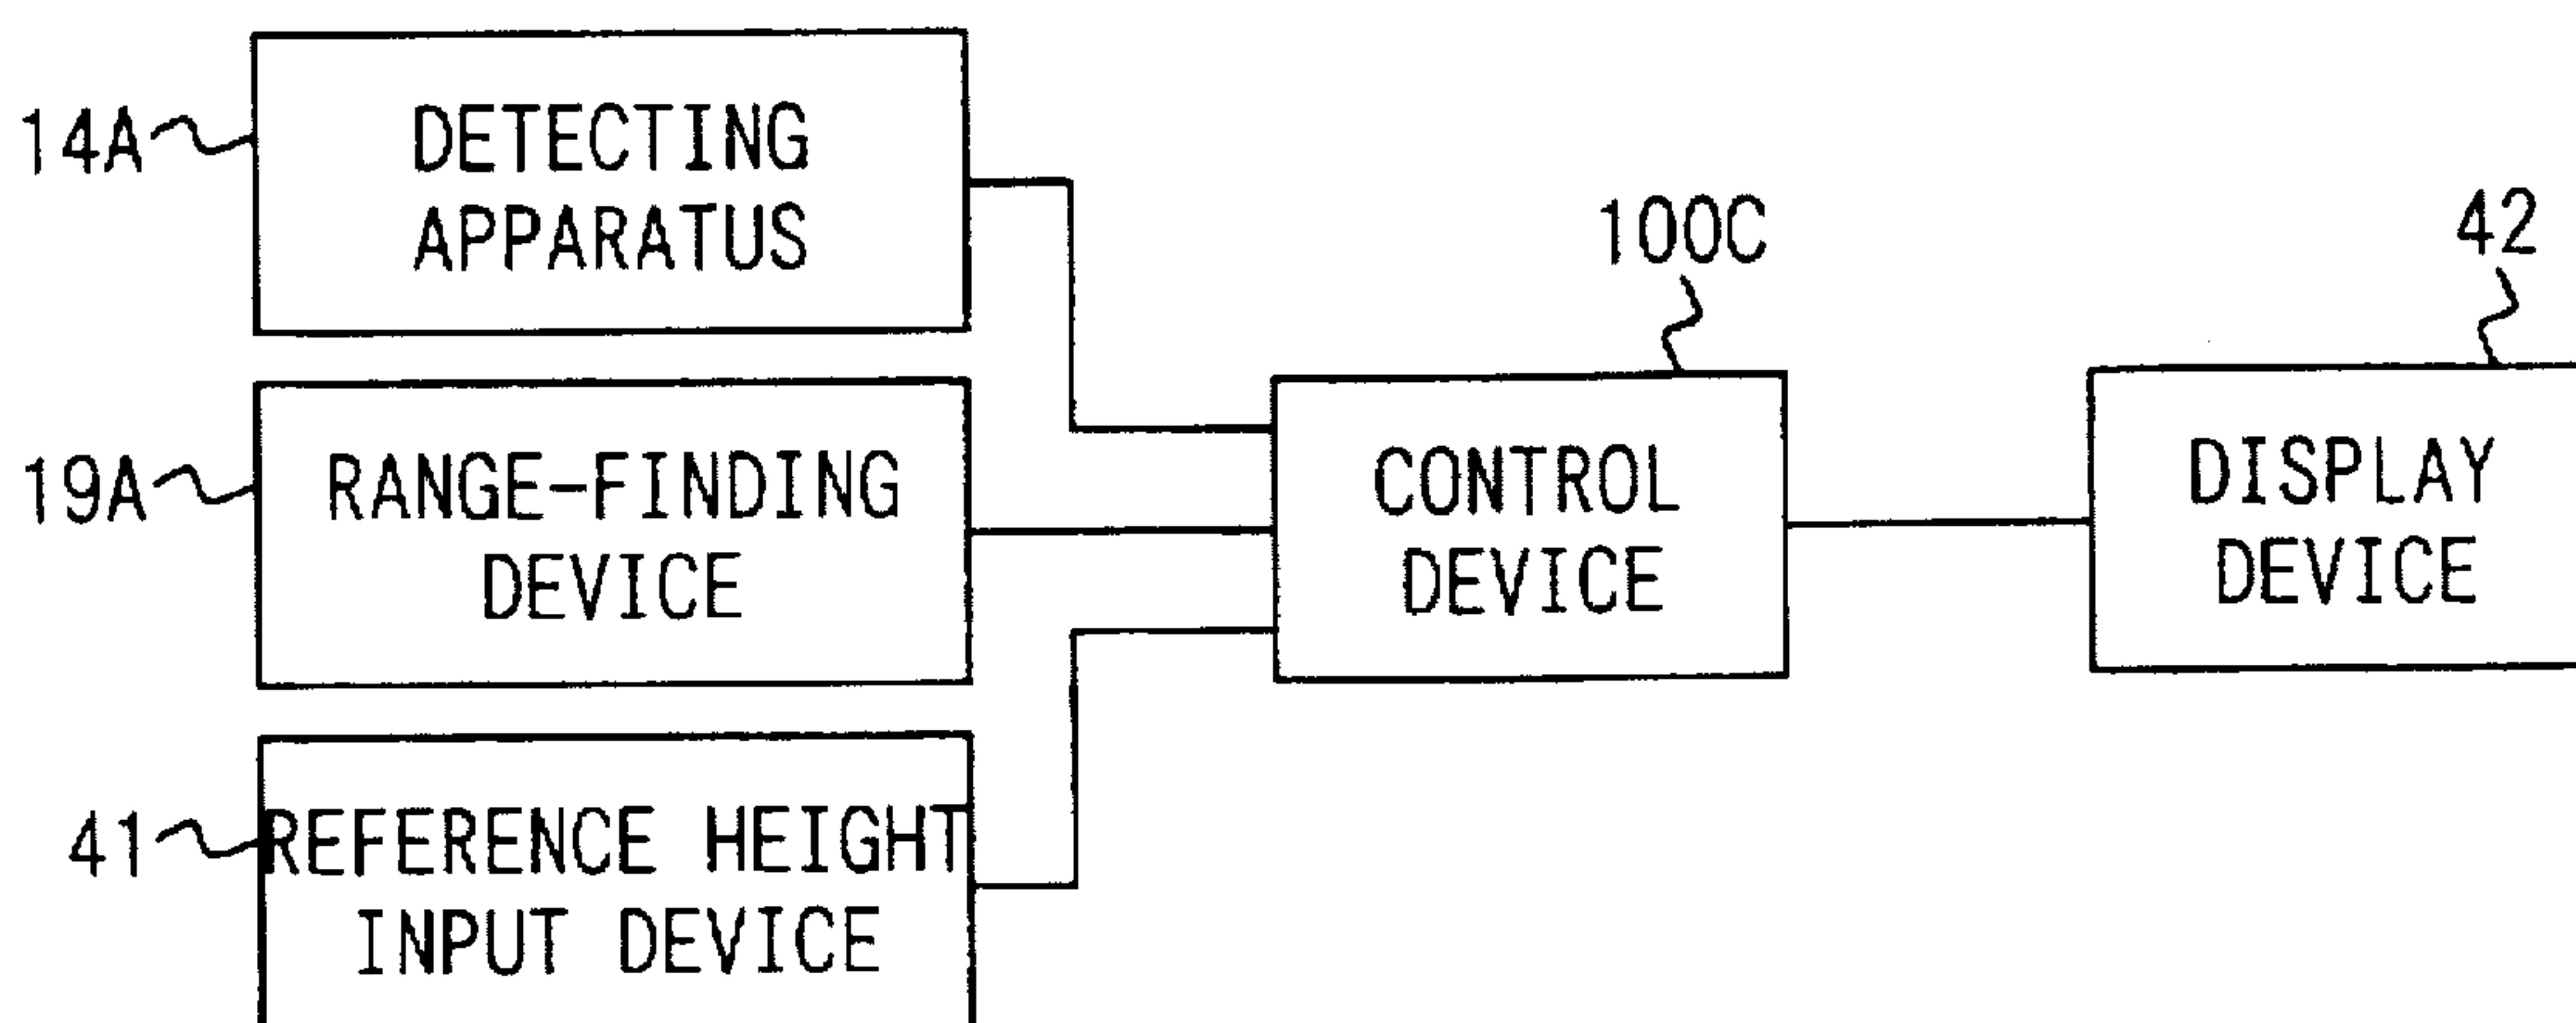 14A
DETECTING
APPARATUS
19A
RANGE-FINDING
DEVICE
41
REFERENCE HEIGHT
INPUT DEVICE
100C
CONTROL
DEVICE
42
DISPLAY
DEVICE